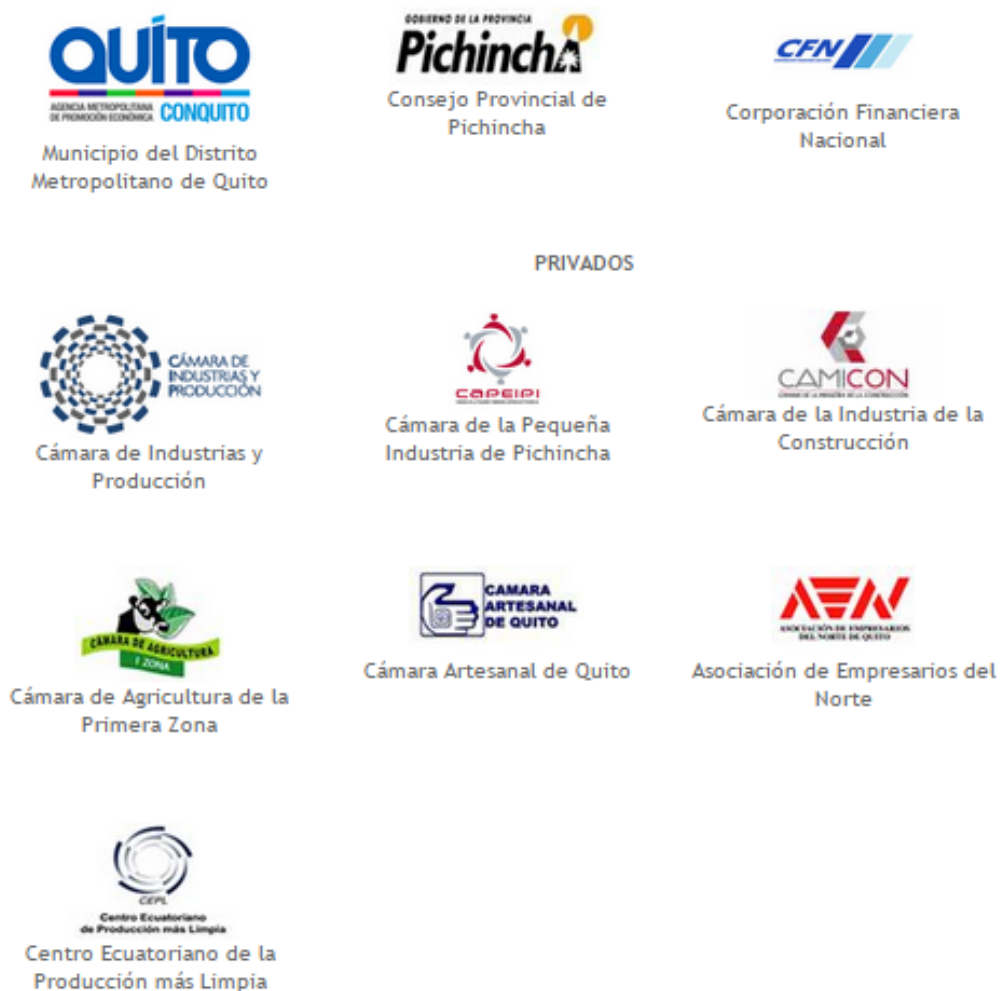 QUÍTO
AGENCIA METROPOLITANA
DE PROMOCIÓN ECONÓMICA CONQUITO
Municipio del Distrito
Metropolitano de Quito
GOBIERNO DE LA PROVINCIA
Pichincha
Consejo Provincial de
Pichincha
CFN
Corporación Financiera
Nacional
PRIVADOS
CÁMARA DE
INDUSTRIAS Y
PRODUCCIÓN
Cámara de Industrias y
Producción
CAPEIPI
Cámara de la Pequeña
Industria de Pichincha
CAMICON
CÁMARA DE LA INDUSTRIA DE LA CONSTRUCCIÓN
Cámara de la Industria de la
Construcción
CÁMARA DE AGRICULTURA
I ZONA
Cámara de Agricultura de la
Primera Zona
CAMARA
ARTESANAL
DE QUITO
Cámara Artesanal de Quito
AEN
ASOCIACIÓN DE EMPRESARIOS
DEL NORTE DE QUITO
Asociación de Empresarios del
Norte
CEPL
Centro Ecuatoriano
de Producción más Limpia
Centro Ecuatoriano de la
Producción más Limpia